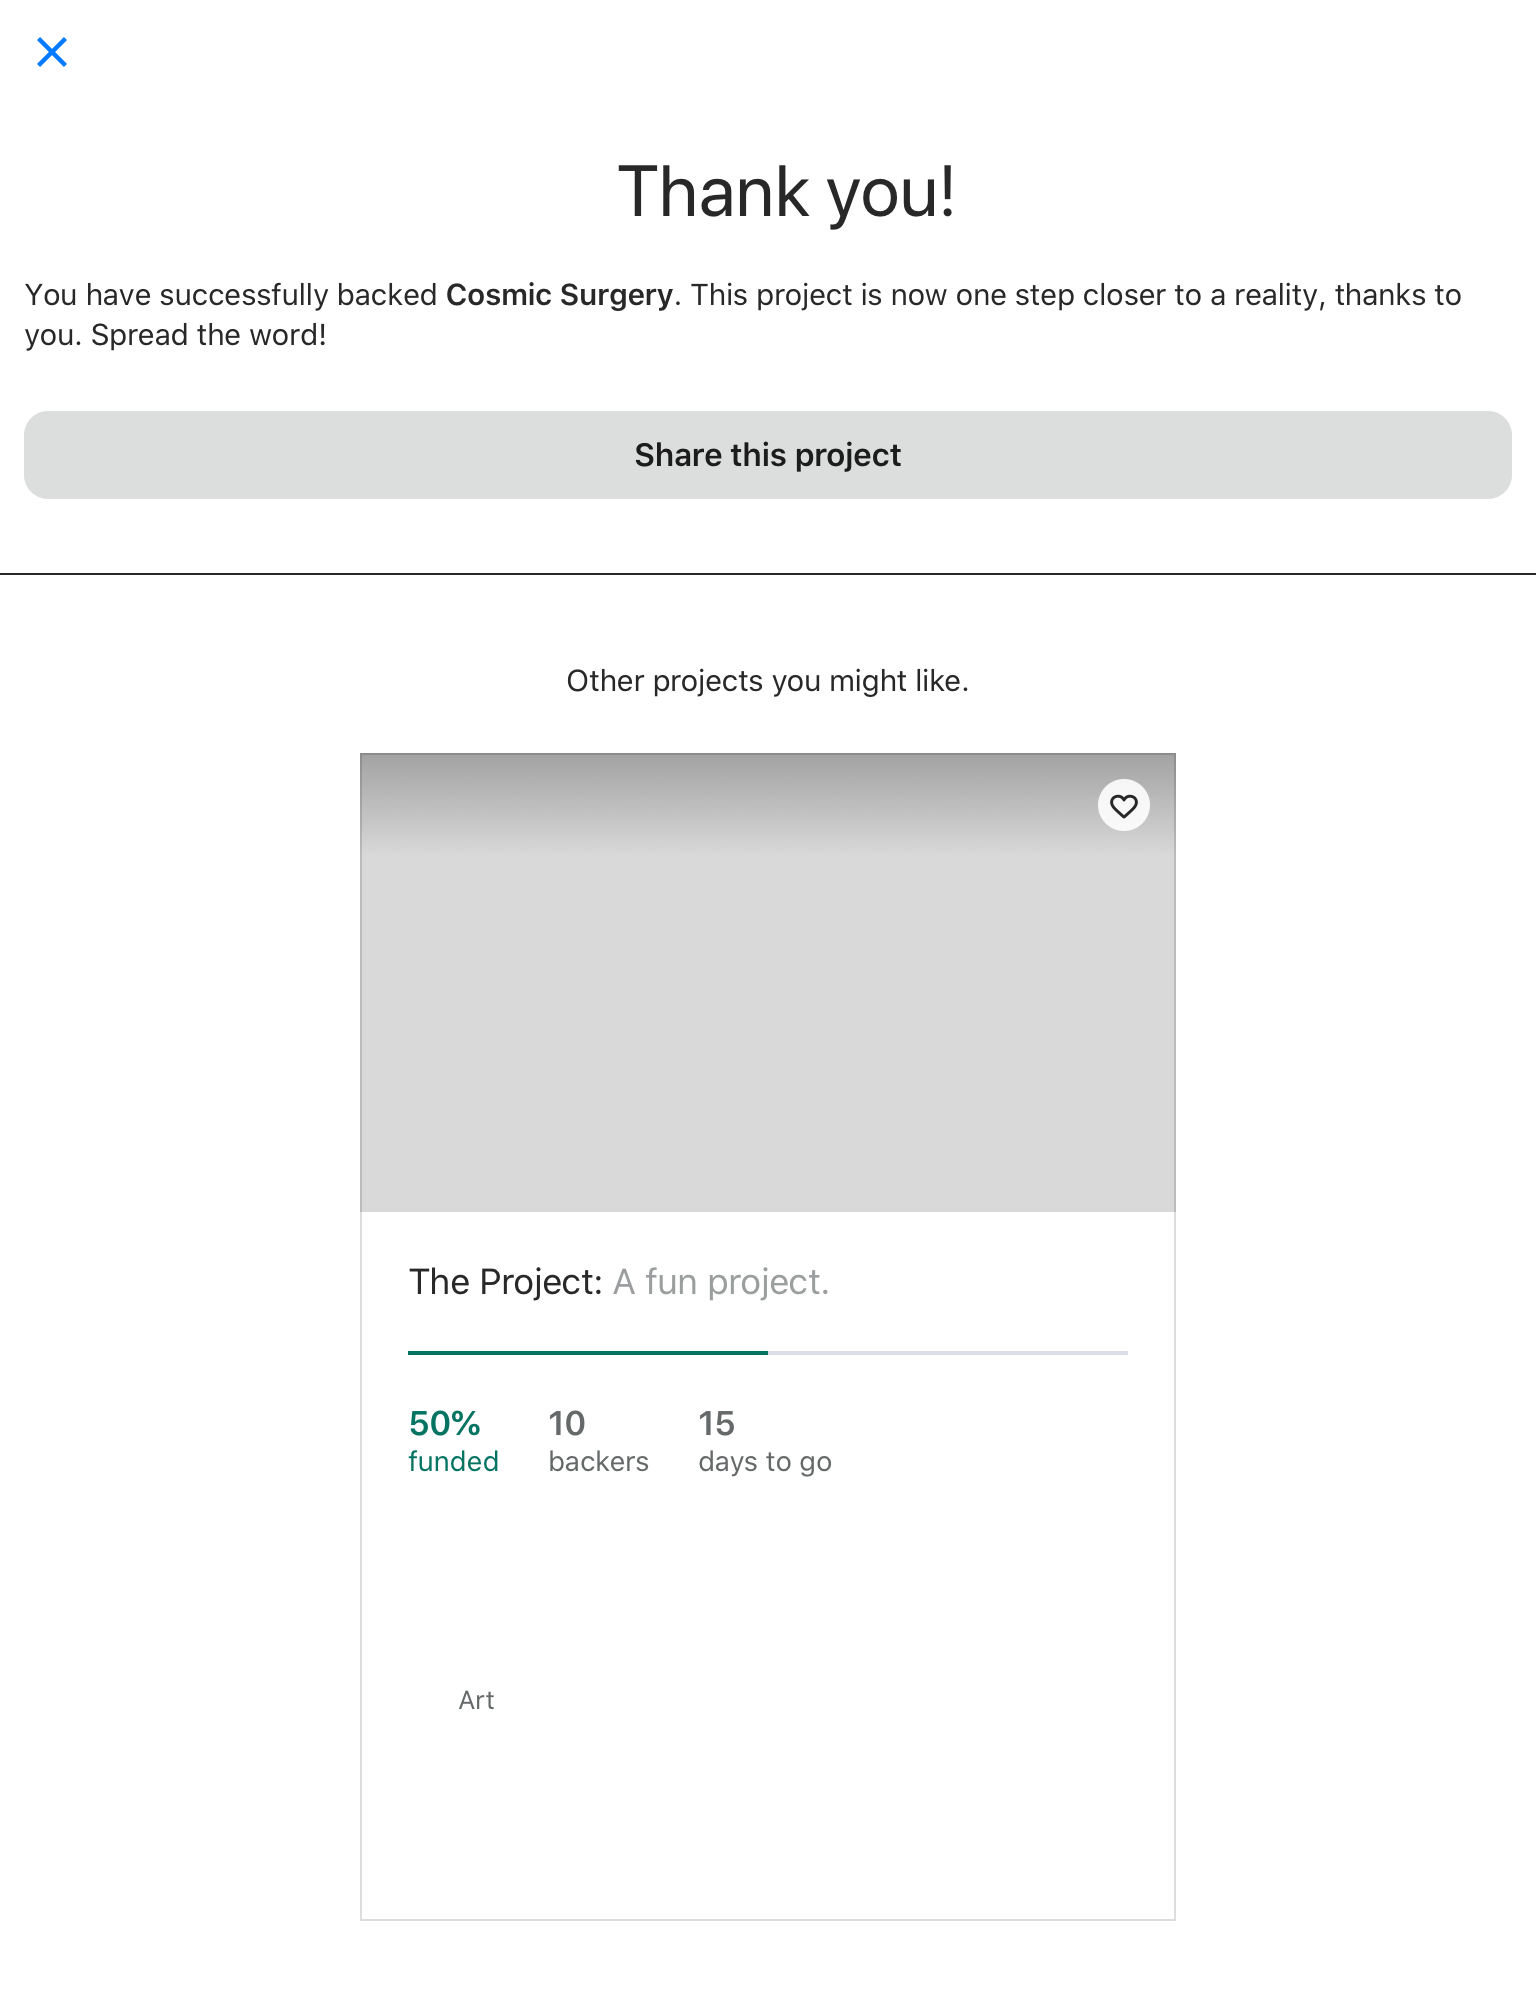 Thank you!
You have successfully backed Cosmic Surgery. This project is now one step closer to a reality, thanks to
you. Spread the word!
Share this project
Other projects you might like.
The Project: A fun project.
50% 10 15
funded backers days to go
Art